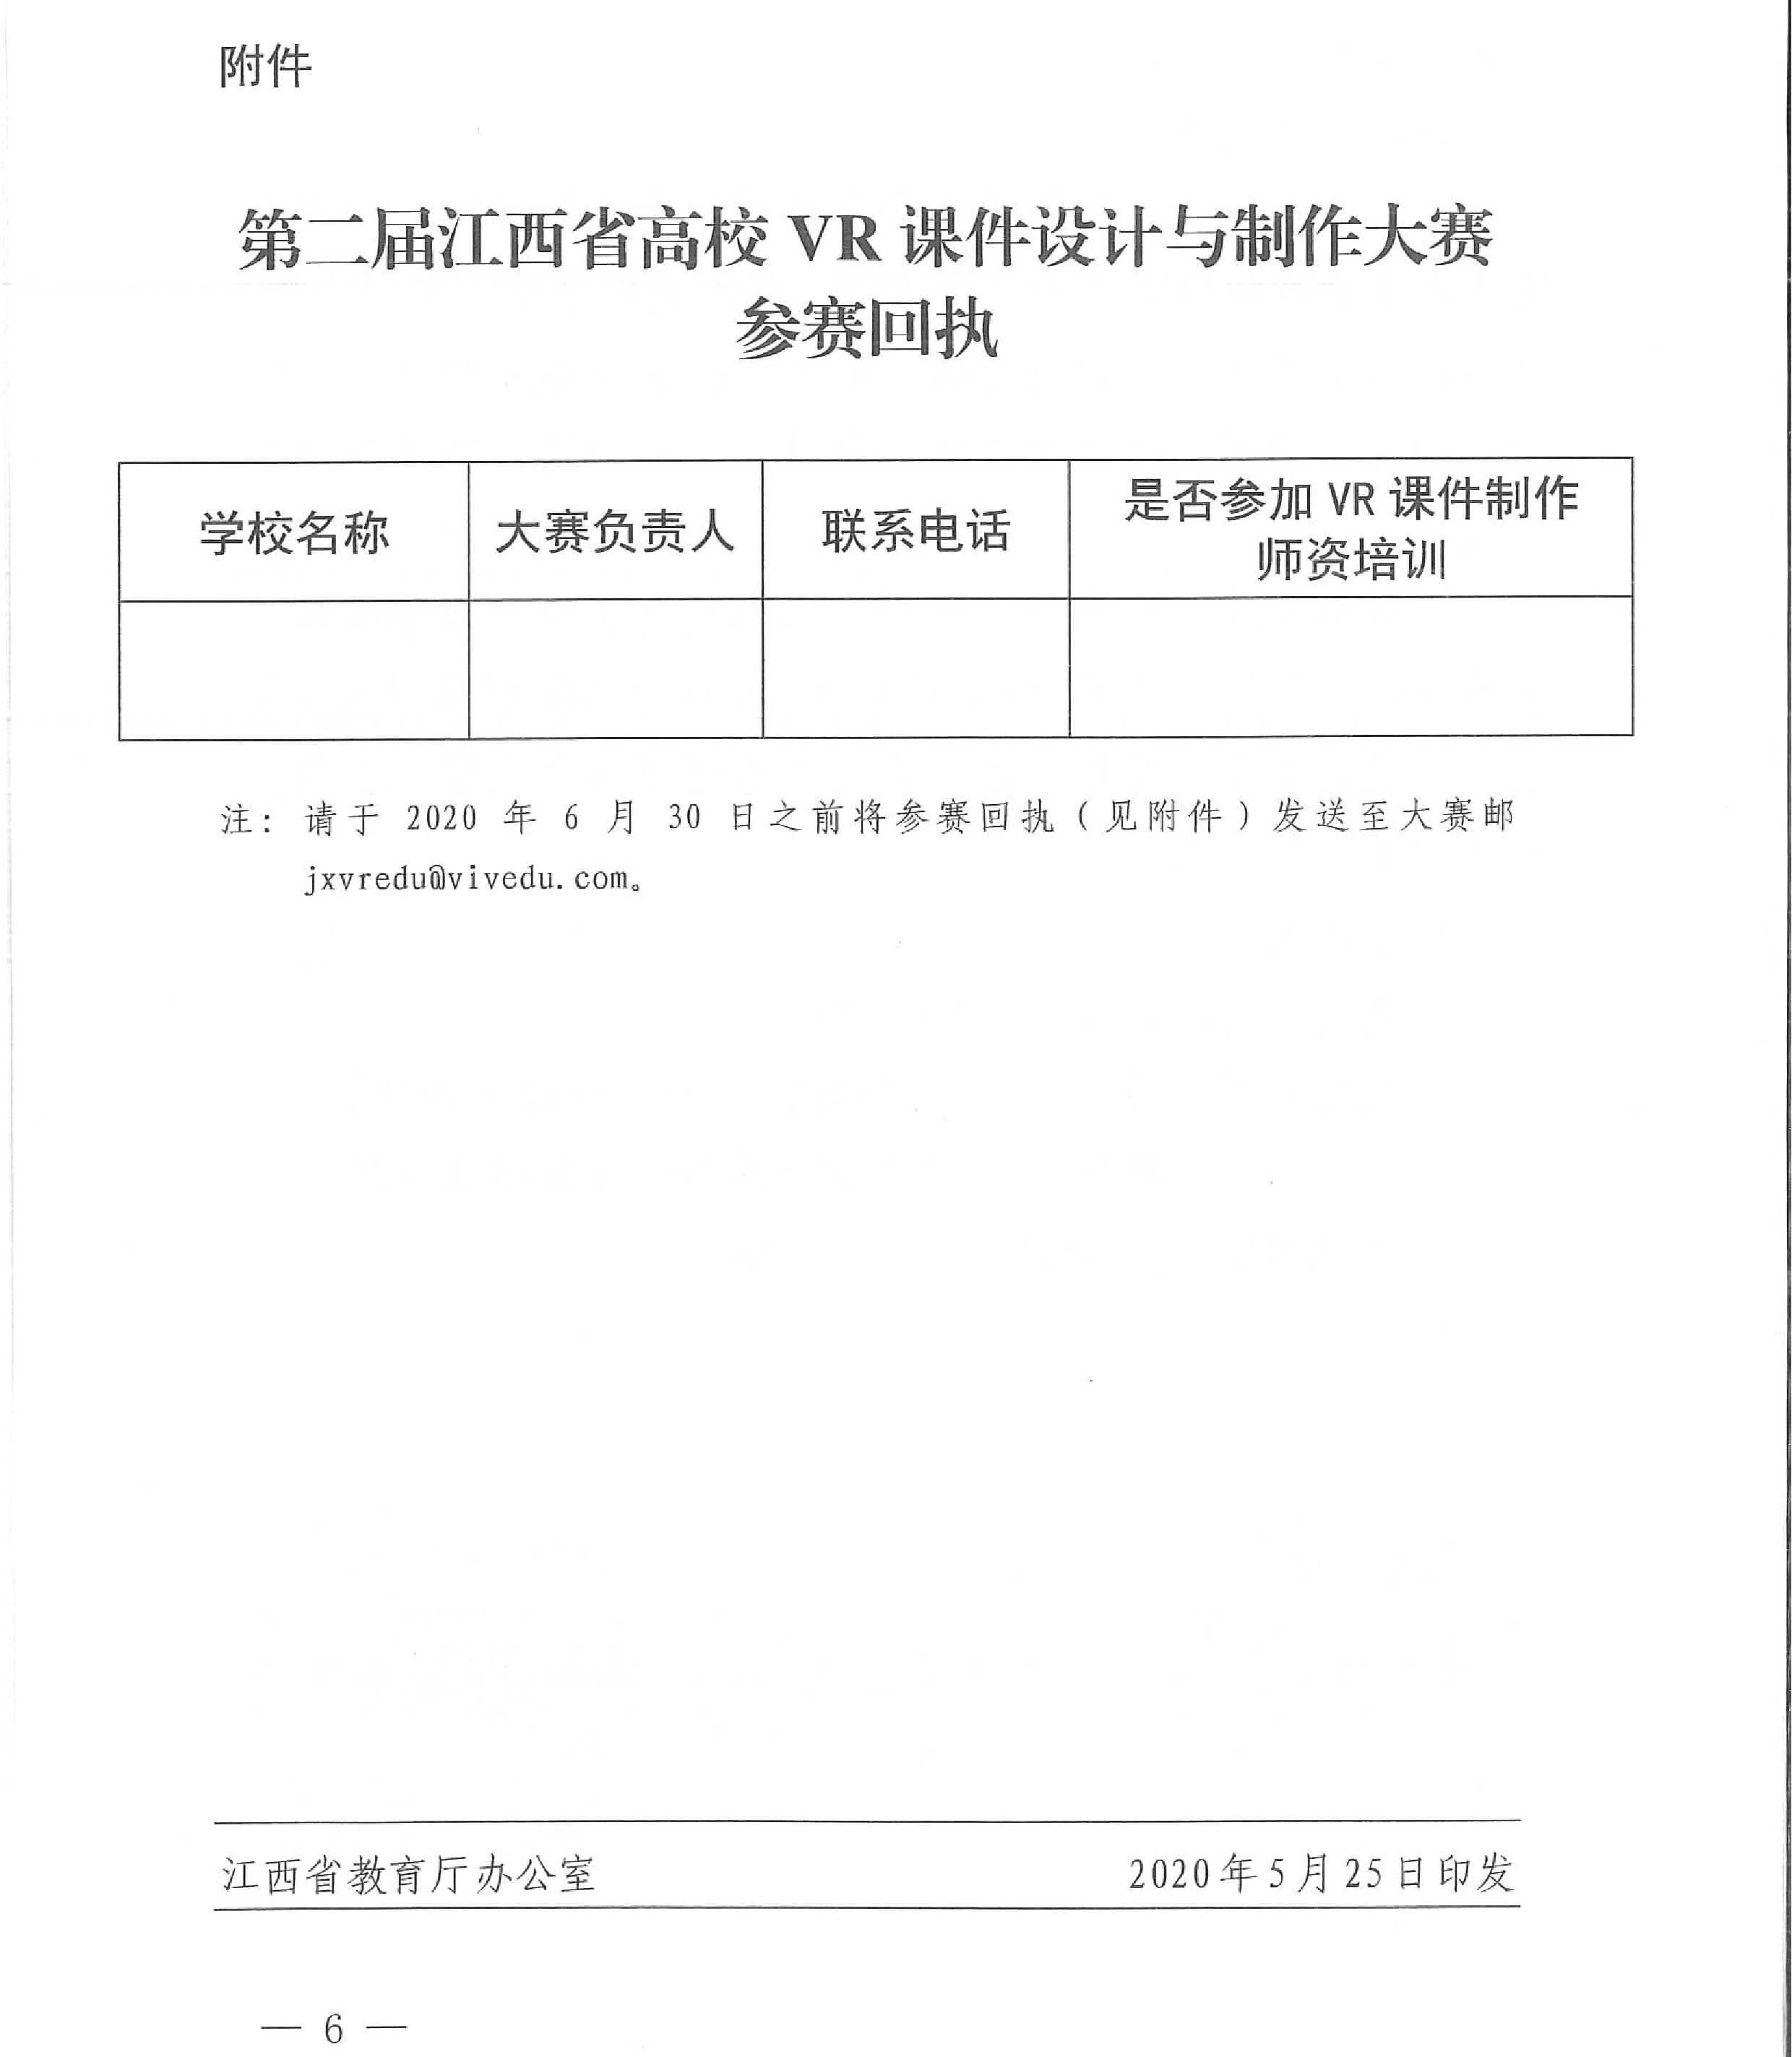 附件
第二届江西省高校 VR 课件设计与制作大赛
参赛回执
学校名称
大赛负责人
联系电话
是否参加 VR 课件制作
师资培训
注: 请于 2020 年 6 月 30 日之前将参赛回执(见附件)发送至大赛邮
jxvredu@vivedu.com。
江西省教育厅办公室 2020年5月25日印发
— 6 —